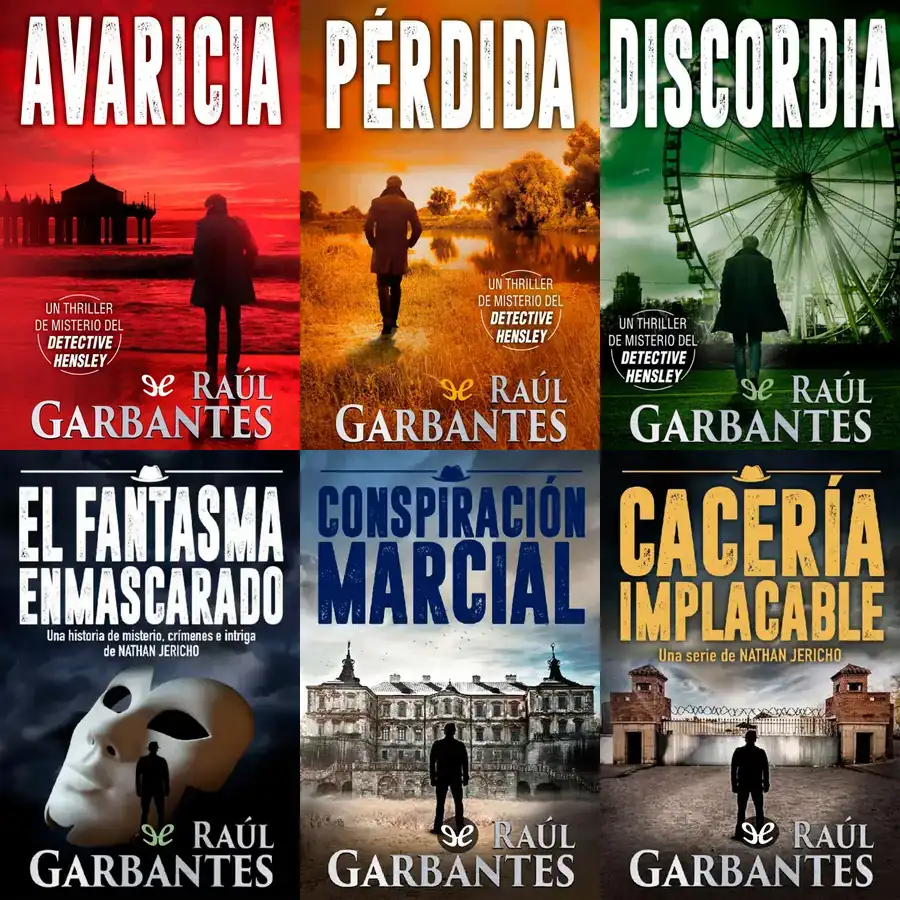 AVARICIA
UN THRILLER
DE MISTERIO DEL
DETECTIVE
HENSLEY
RAÚL
GARBANTES
PÉRDIDA
UN THRILLER
DE MISTERIO DEL
DETECTIVE
HENSLEY
RAÚL
GARBANTES
DISCORDIA
UN THRILLER
DE MISTERIO DEL
DETECTIVE
HENSLEY
RAÚL
GARBANTES
EL FANTASMA
ENMASCARADO
Una historia de misterio, crímenes e intriga
de NATHAN JERICHO
RAÚL
GARBANTES
CONSPIRACIÓN
MARCIAL
RAÚL
GARBANTES
CACERÍA
IMPLACABLE
Una serie de NATHAN JERICHO
RAÚL
GARBANTES